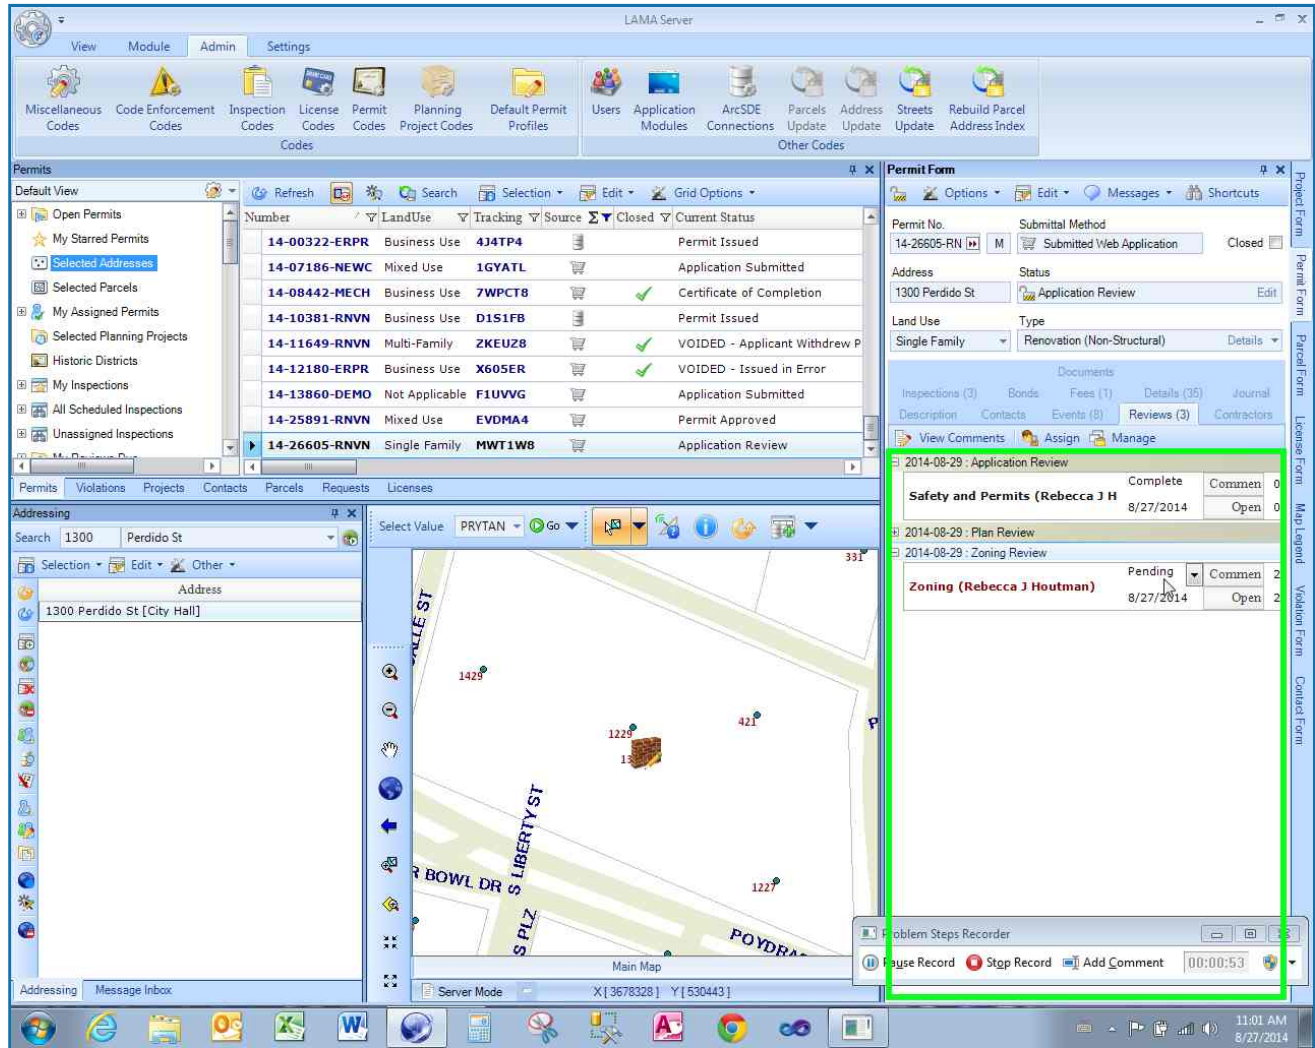 LAMA Server
View Module Admin Settings
Miscellaneous Codes
Code Enforcement Codes
Inspection Codes
License Codes
Permit Codes
Planning Project Codes
Default Permit Profiles
Users
Application Modules
ArcSDE Connections
Parcels Update
Address Update
Streets Update
Rebuild Parcel Address Index
Codes
Other Codes
Permits
Default View
Open Permits
My Starred Permits
Selected Addresses
Selected Parcels
My Assigned Permits
Selected Planning Projects
Historic Districts
My Inspections
All Scheduled Inspections
Unassigned Inspections
Refresh Search Selection Edit Grid Options
Number LandUse Tracking Source Σ Closed Current Status
14-00322-ERPR Business Use 4J4TP4 Permit Issued
14-07186-NEWC Mixed Use 1GYATL Application Submitted
14-08442-MECH Business Use 7WPCT8 Certificate of Completion
14-10381-RNVN Business Use D1S1FB Permit Issued
14-11649-RNVN Multi-Family ZKEUZ8 VOIDED - Applicant Withdrew P
14-12180-ERPR Business Use X605ER VOIDED - Issued in Error
14-13860-DEMO Not Applicable F1UVVG Application Submitted
14-25891-RNVN Mixed Use EVDMA4 Permit Approved
14-26605-RNVN Single Family MWT1W8 Application Review
Permits Violations Projects Contacts Parcels Requests Licenses
Addressing
Search 1300 Perdido St
Selection Edit Other
Address
1300 Perdido St [City Hall]
Addressing Message Inbox
Select Value PRYTAN Go
331
ALLE ST
1429
421
1229
13
P
S LIBERTY ST
R BOWL DR
S PLZ
1227
POYDRA
Main Map
Server Mode X [ 3678328 ] Y [ 530443 ]
Permit Form
Options Edit Messages Shortcuts
Permit No. Submittal Method
14-26605-RN M Submitted Web Application Closed
Address Status
1300 Perdido St Application Review Edit
Land Use Type
Single Family Renovation (Non-Structural) Details
Documents
Inspections (3) Bonds Fees (1) Details (35) Journal
Description Contacts Events (8) Reviews (3) Contractors
View Comments Assign Manage
2014-08-29 : Application Review
Safety and Permits (Rebecca J H Complete Commen 0
8/27/2014 Open 0
2014-08-29 : Plan Review
2014-08-29 : Zoning Review
Zoning (Rebecca J Houtman) Pending Commen 2
8/27/2014 Open 2
Project Form
Permit Form
Parcel Form
License Form
Map Legend
Violation Form
Contact Form
Problem Steps Recorder
Pause Record Stop Record Add Comment 00:00:53
11:01 AM
8/27/2014